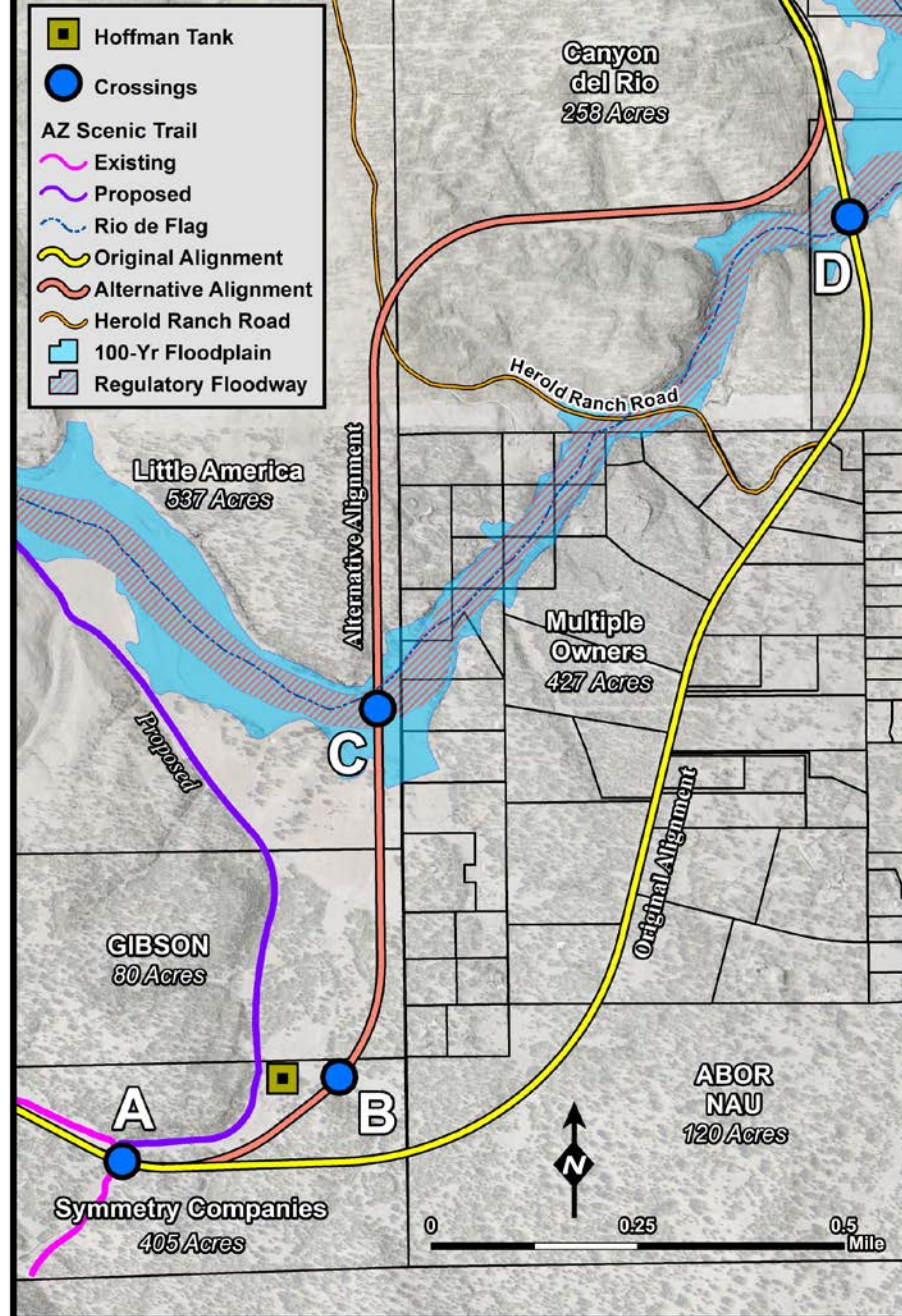 Hoffman Tank
Crossings
AZ Scenic Trail
Existing
Proposed
Rio de Flag
Original Alignment
Alternative Alignment
Herold Ranch Road
100-Yr Floodplain
Regulatory Floodway
Canyon
del Rio
258 Acres
D
Herold Ranch Road
Little America
537 Acres
Alternative Alignment
Multiple
Owners
427 Acres
Proposed
C
Original Alignment
GIBSON
80 Acres
A
B
ABOR
NAU
120 Acres
N
Symmetry Companies
405 Acres
0 0.25 0.5
Mile